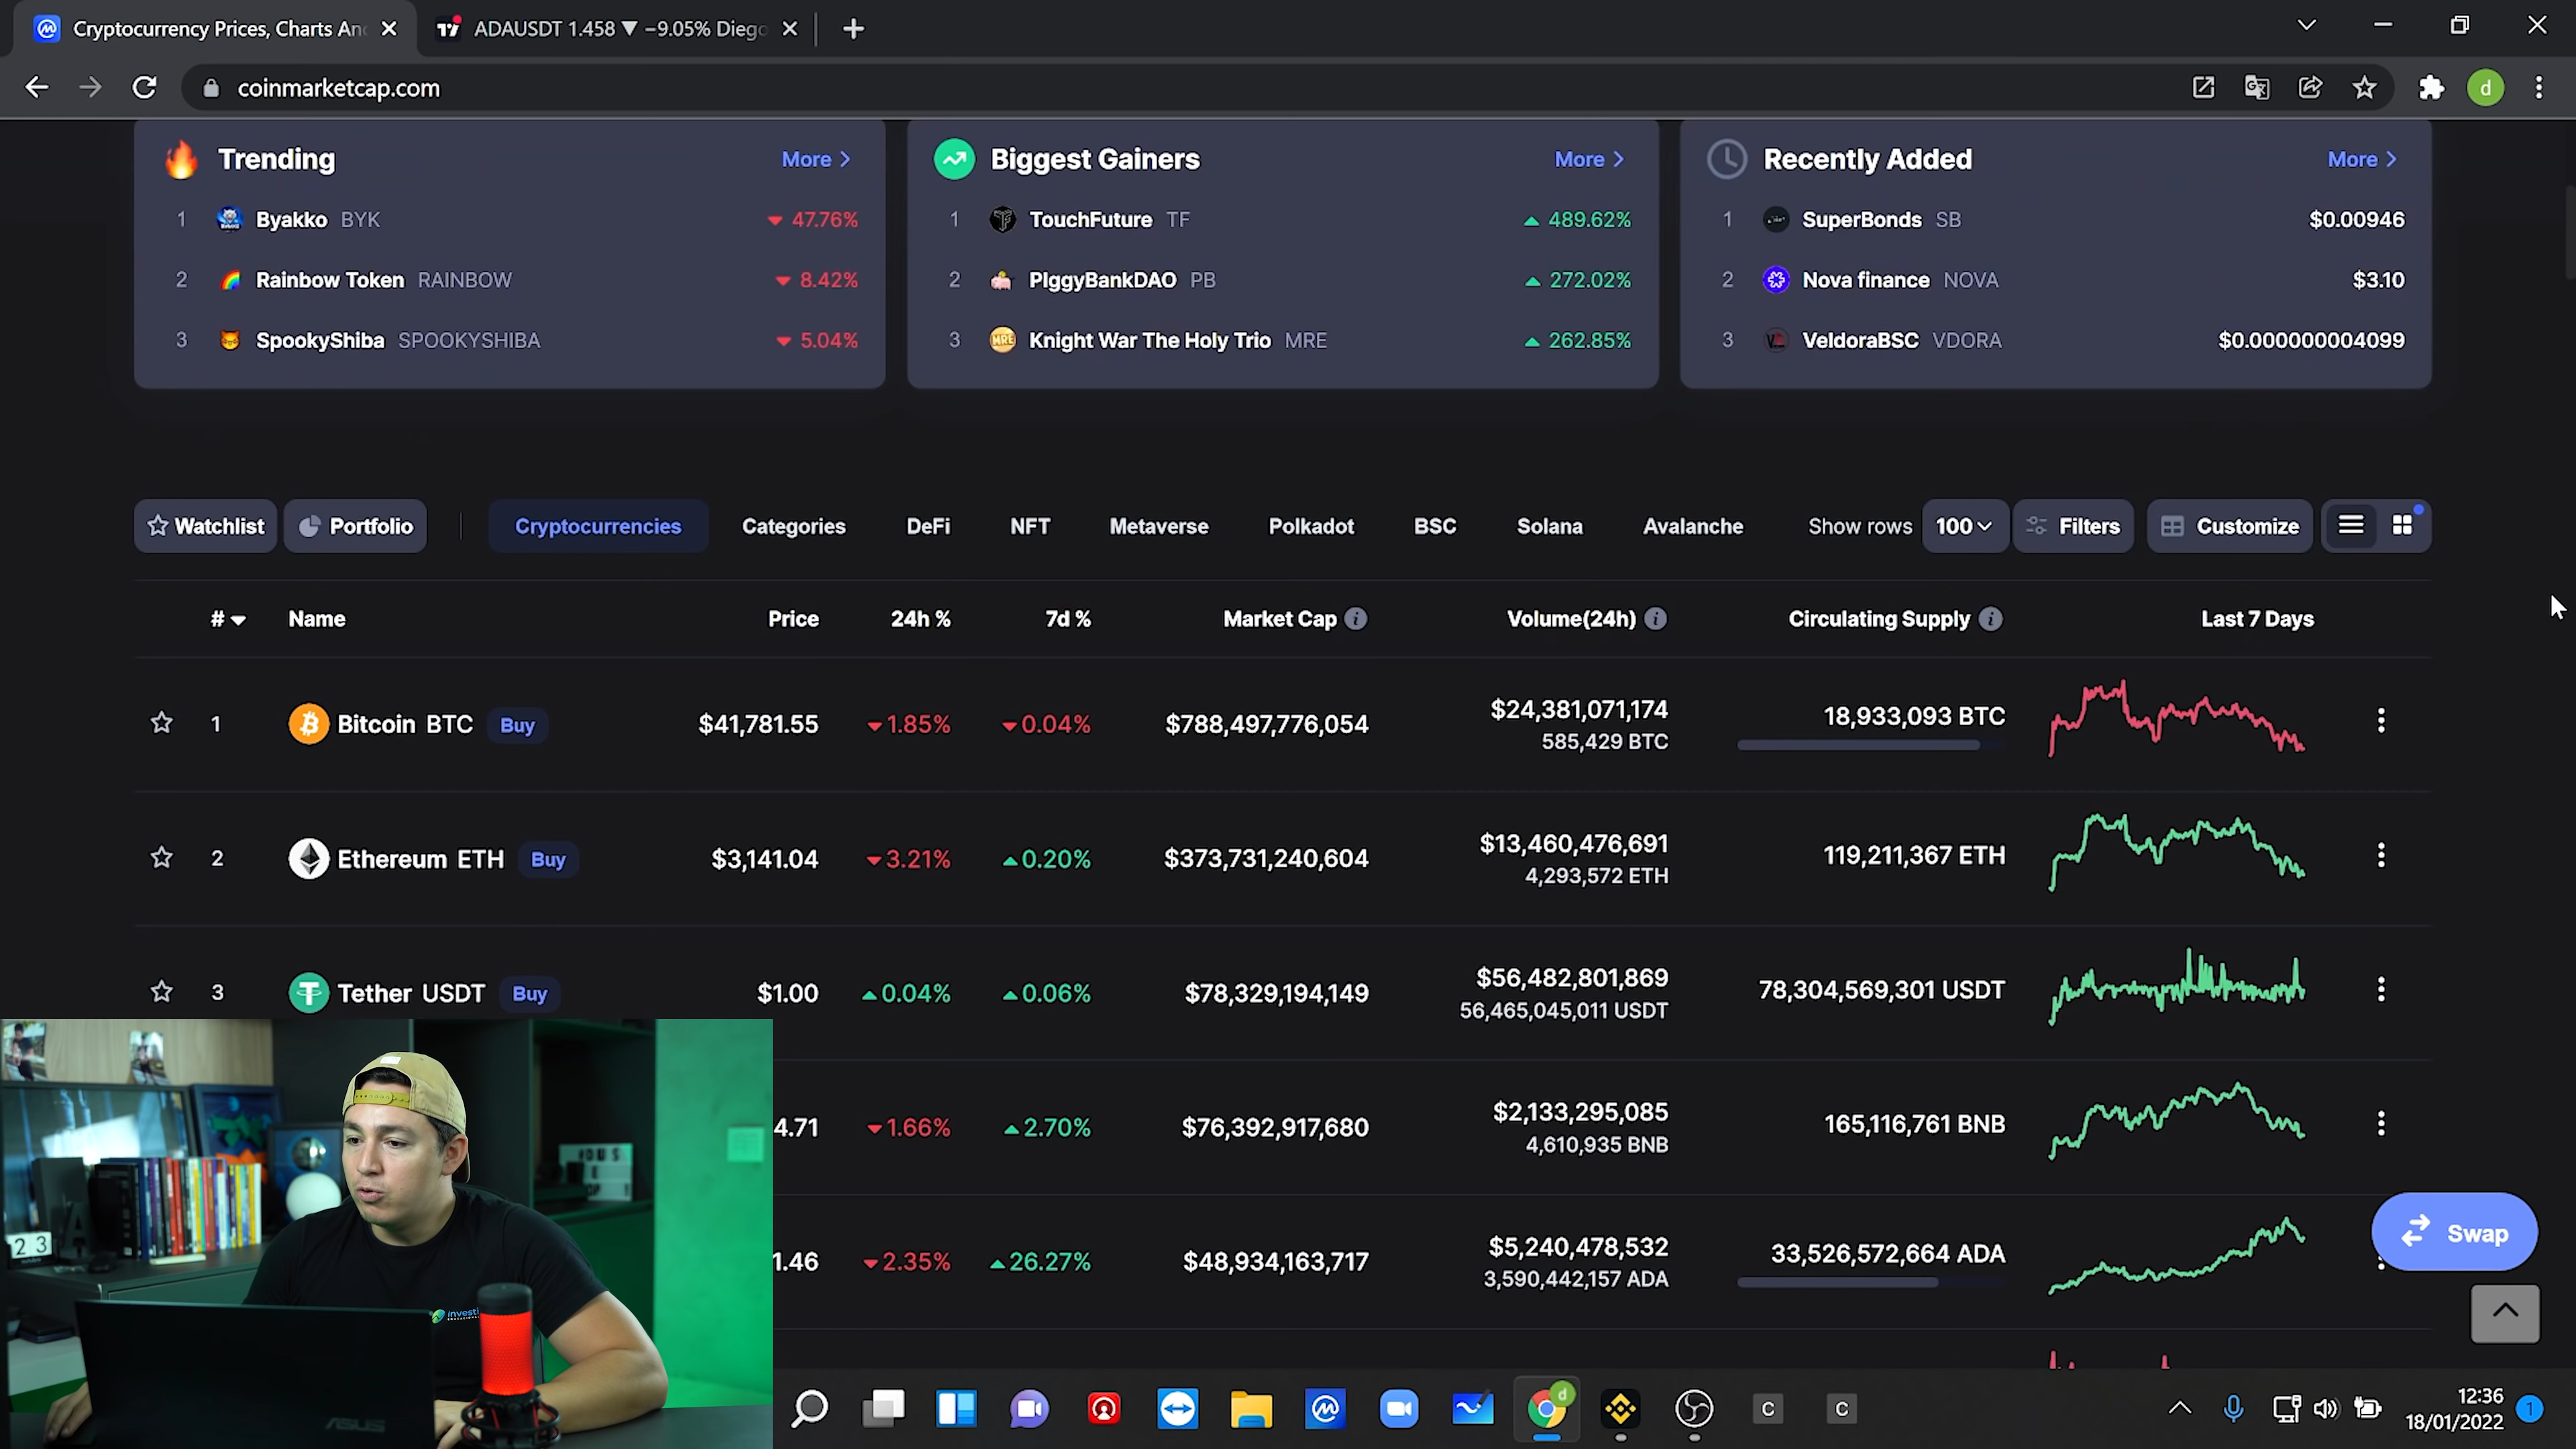 Cryptocurrency Prices, Charts An
ADAUSDT 1.458 ▼ −9.05% Diego
coinmarketcap.com
d
Trending
More >
1 Byakko BYK 47.76%
2 Rainbow Token RAINBOW 8.42%
3 SpookyShiba SPOOKYSHIBA 5.04%
Biggest Gainers
More >
1 TouchFuture TF 489.62%
2 PIggyBankDAO PB 272.02%
3 Knight War The Holy Trio MRE 262.85%
Recently Added
More >
1 SuperBonds SB $0.00946
2 Nova finance NOVA $3.10
3 VeldoraBSC VDORA $0.000000004099
Watchlist Portfolio Cryptocurrencies Categories DeFi NFT Metaverse Polkadot BSC Solana Avalanche Show rows 100 Filters Customize
# Name Price 24h % 7d % Market Cap Volume(24h) Circulating Supply Last 7 Days
1 Bitcoin BTC Buy $41,781.55 1.85% 0.04% $788,497,776,054 $24,381,071,174 18,933,093 BTC
585,429 BTC
2 Ethereum ETH Buy $3,141.04 3.21% 0.20% $373,731,240,604 $13,460,476,691 119,211,367 ETH
4,293,572 ETH
3 Tether USDT Buy $1.00 0.04% 0.06% $78,329,194,149 $56,482,801,869 78,304,569,301 USDT
56,465,045,011 USDT
4.71 1.66% 2.70% $76,392,917,680 $2,133,295,085 165,116,761 BNB
4,610,935 BNB
1.46 2.35% 26.27% $48,934,163,717 $5,240,478,532 33,526,572,664 ADA
3,590,442,157 ADA
Swap
23
investi
ASUS
d
C
C
12:36
18/01/2022
1